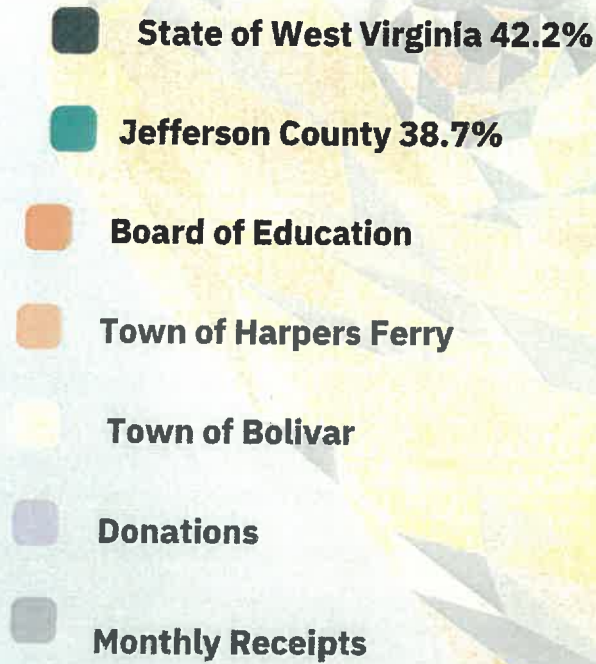 State of West Virginia 42.2%
Jefferson County 38.7%
Board of Education
Town of Harpers Ferry
Town of Bolivar
Donations
Monthly Receipts